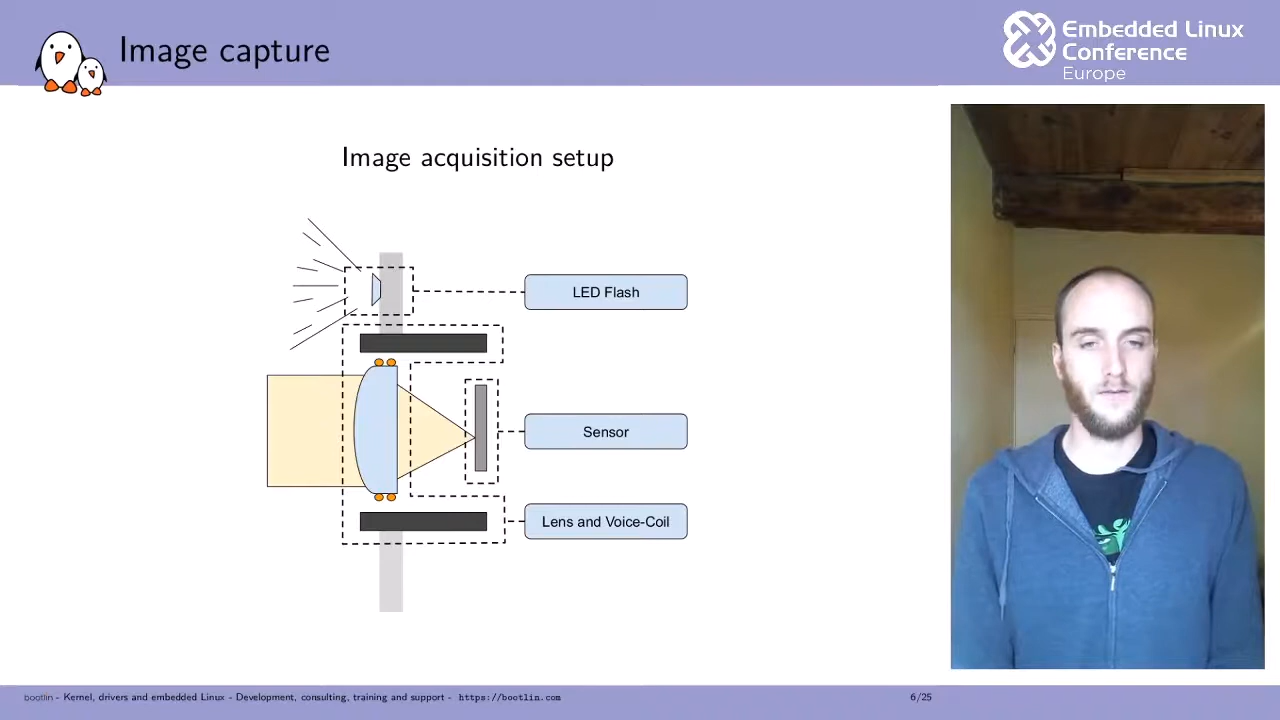 Image capture
Embedded Linux
Conference
Europe
Image acquisition setup
LED Flash
Sensor
Lens and Voice-Coil
bootlin - Kernel, drivers and embedded Linux - Development, consulting, training and support - https://bootlin.com
6/25